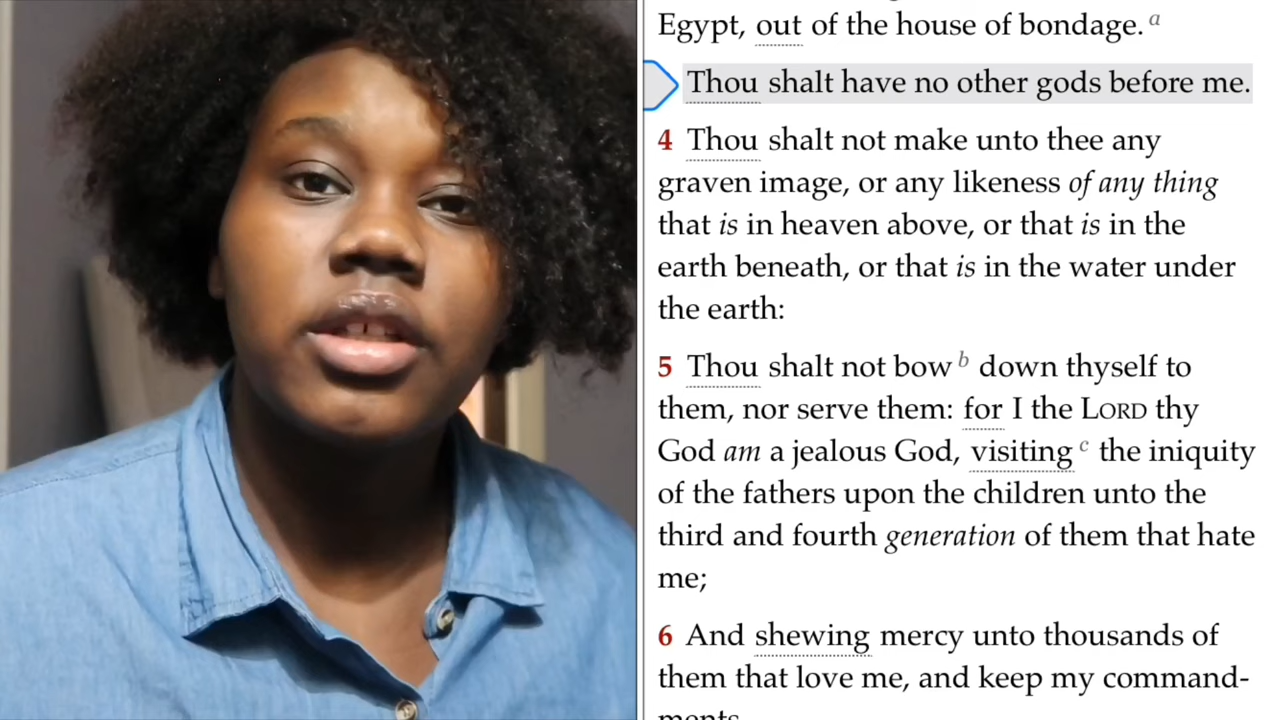 Egypt, out of the house of bondage. a
Thou shalt have no other gods before me.
4 Thou shalt not make unto thee any
graven image, or any likeness of any thing
that is in heaven above, or that is in the
earth beneath, or that is in the water under
the earth:
5 Thou shalt not bow b down thyself to
them, nor serve them: for I the LORD thy
God am a jealous God, visiting c the iniquity
of the fathers upon the children unto the
third and fourth generation of them that hate
me;
6 And shewing mercy unto thousands of
them that love me, and keep my command-
ments